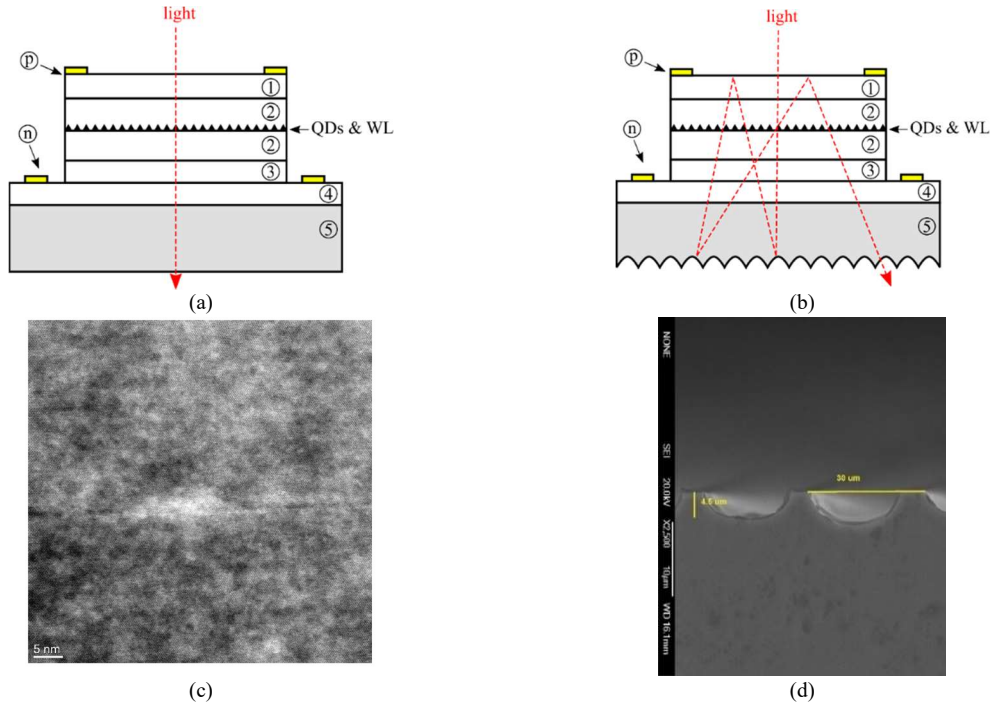 light
ⓟ
①
②
QDs & WL
ⓝ
②
③
④
⑤
(a)
light
ⓟ
①
②
QDs & WL
ⓝ
②
③
④
⑤
(b)
5 nm
(c)
NONE
SEI
20.0kV
X2,500
10μm
WD 16.1mm
30 um
4.5 um
(d)